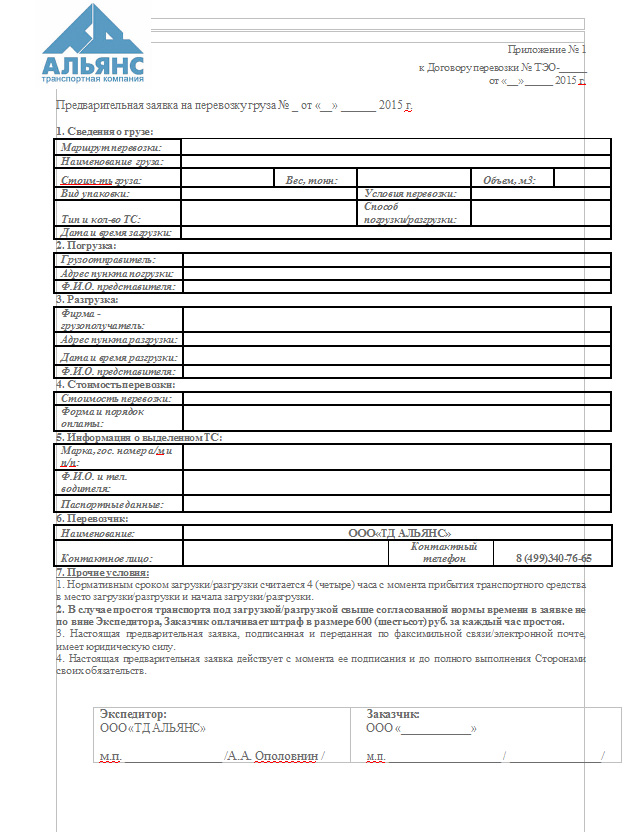 АЛЬЯНС
транспортная компания
Приложение № 1
к Договору перевозки № ТЭО-_____
от «__» _____ 2015 г.
Предварительная заявка на перевозку груза № _ от «__» ______ 2015 г.
1. Сведения о грузе:
Маршрут перевозки:
Наименование груза:
Стоим-ть груза: Вес, тонн: Объем, м3:
Вид упаковки: Условия перевозки:
Тип и кол-во ТС: Способ погрузки/разгрузки:
Дата и время загрузки:
2. Погрузка:
Грузоотправитель:
Адрес пункта погрузки:
Ф.И.О. представителя:
3. Разгрузка:
Фирма -
грузополучатель:
Адрес пункта разгрузки:
Дата и время разгрузки:
Ф.И.О. представителя:
4. Стоимость перевозки:
Стоимость перевозки:
Форма и порядок
оплаты:
5. Информация о выделенном ТС:
Марка, гос. номер а/м и
п/п:
Ф.И.О. и тел.
водителя:
Паспортные данные:
6. Перевозчик:
Наименование: ООО «ТД АЛЬЯНС»
Контактное лицо: Контактный телефон 8 (499)340-76-65
7. Прочие условия:
1. Нормативным сроком загрузки/разгрузки считается 4 (четыре) часа с момента прибытия транспортного средства
в место загрузки/разгрузки и начала загрузки/разгрузки.
2. В случае простоя транспорта под загрузкой/разгрузкой свыше согласованной нормы времени в заявке не
по вине Экспедитора, Заказчик оплачивает штраф в размере 600 (шестьсот) руб. за каждый час простоя.
3. Настоящая предварительная заявка, подписанная и переданная по факсимильной связи/электронной почте,
имеет юридическую силу.
4. Настоящая предварительная заявка действует с момента ее подписания и до полного выполнения Сторонами
своих обязательств.
Экспедитор: Заказчик:
ООО «ТД АЛЬЯНС» ООО «____________»
м.п. _________________ /А.А. Ополовнин / м.п. ____________________ / ________________/